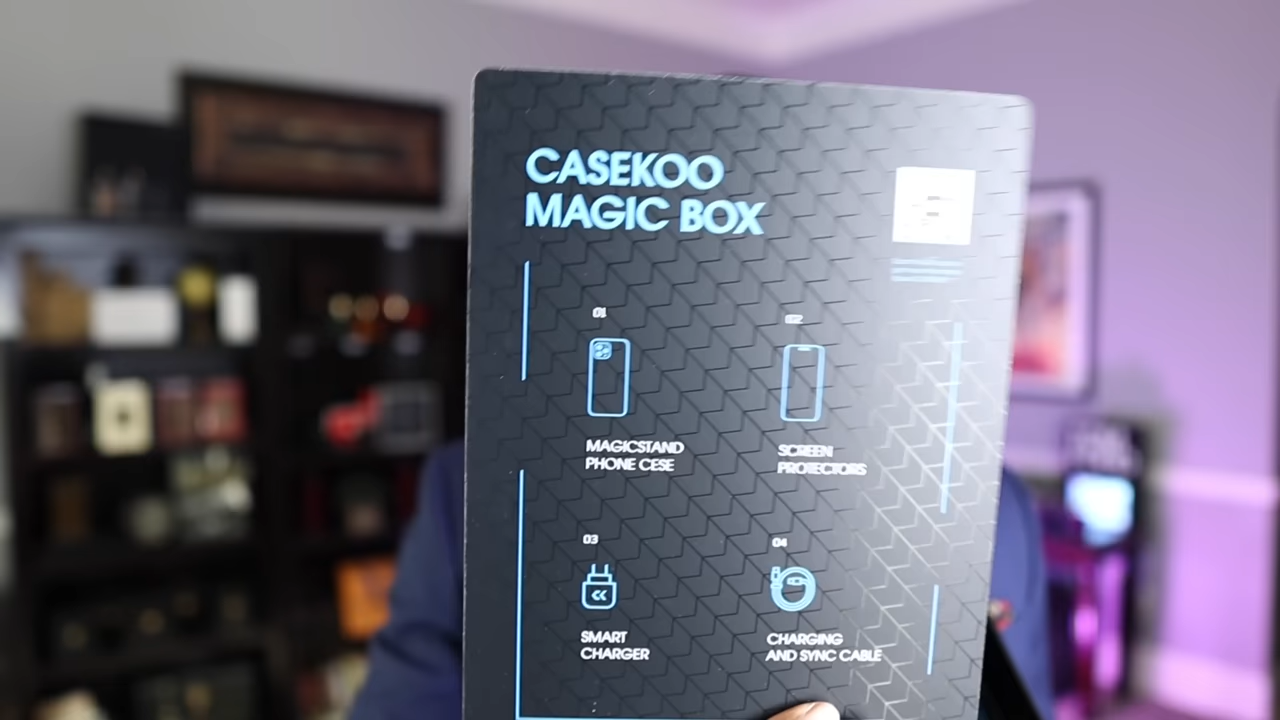 CASEKOO
MAGIC BOX
01
02
MAGICSTAND
PHONE CESE
SCREEN
PROTECTORS
03
04
SMART
CHARGER
CHARGING
AND SYNC CABLE